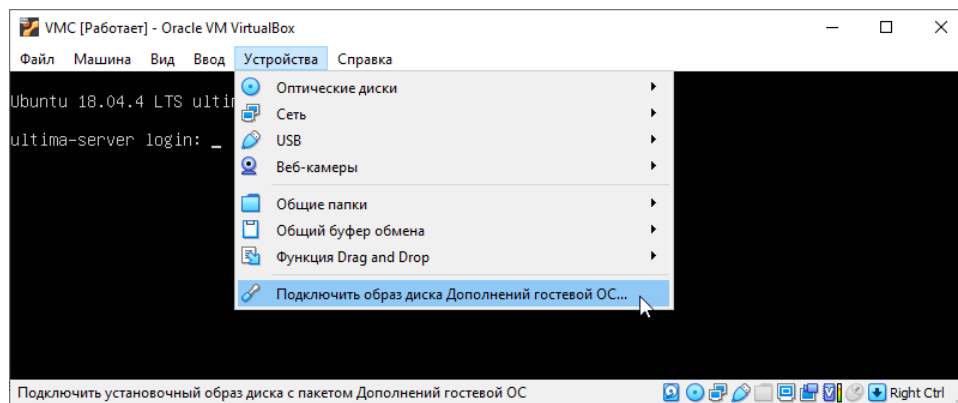 VMC [Работает] - Oracle VM VirtualBox
Файл Машина Вид Ввод Устройства Справка
Ubuntu 18.04.4 LTS
ultima-server login: _
Оптические диски
Сеть
USB
Веб-камеры
Общие папки
Общий буфер обмена
Функция Drag and Drop
Подключить образ диска Дополнений гостевой ОС...
Подключить установочный образ диска с пакетом Дополнений гостевой ОС
Right Ctrl